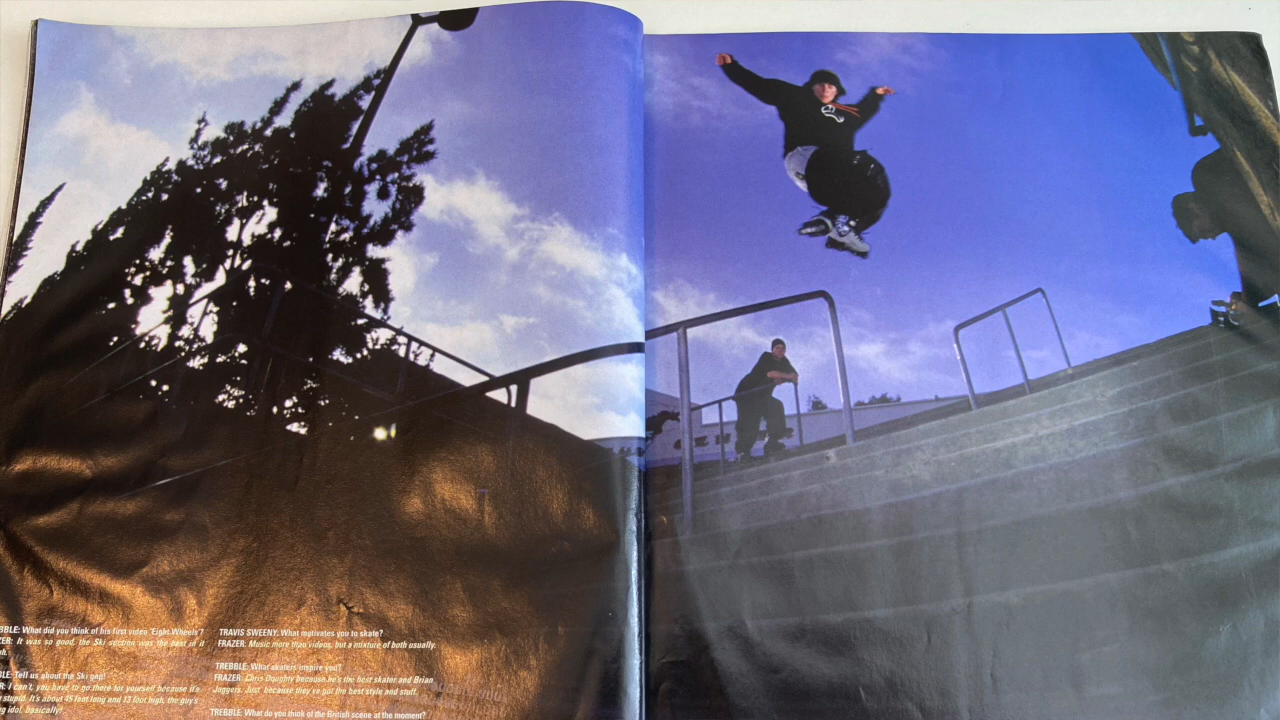 BBLE: What did you think of his first video "Eight Wheels"?
ZER: It was so good, the Ski section was the best in it
uh.
BLE: Tell us about the Ski gap!
R: I can't, you have to go there for yourself because it's
stupid. It's about 45 foot long and 13 foot high, the guy's
g idol, basically!
TRAVIS SWEENY: What motivates you to skate?
FRAZER: Music more than videos, but a mixture of both usually.
TREBBLE: What skaters inspire you?
FRAZER: Chris Doughty because he's the best skater and Brian
Jaggers. Just because they've got the best style and stuff.
TREBBLE: What do you think of the British scene at the moment?